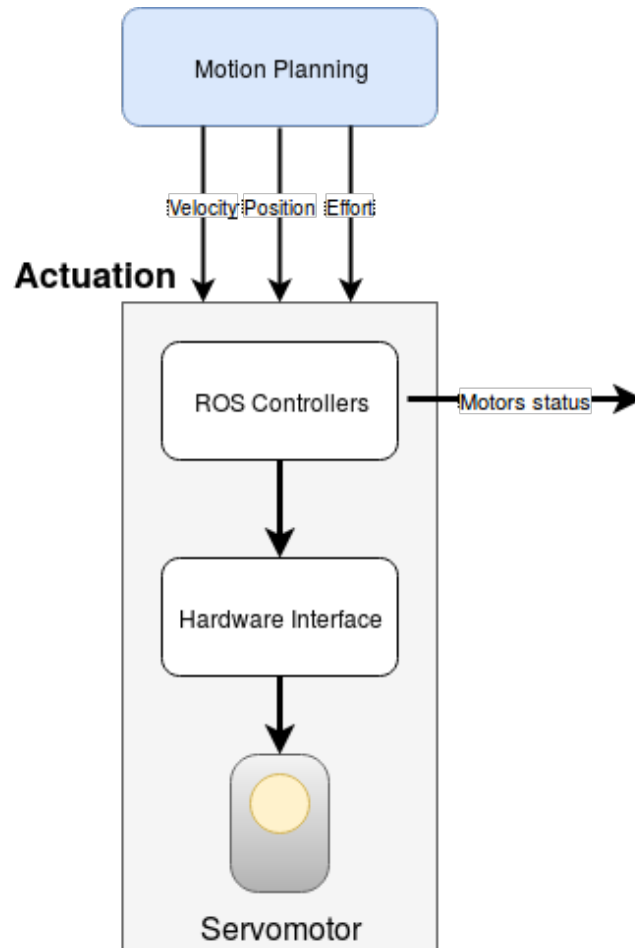 Motion Planning
Velocity Position Effort
Actuation
ROS Controllers
Motors status
Hardware Interface
Servomotor